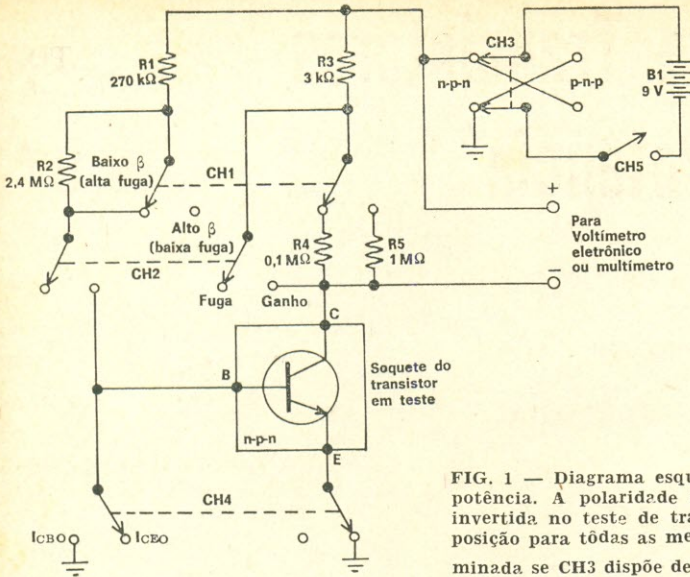 R1
270 kΩ
R3
3 kΩ
CH3
n-p-n
p-n-p
B1
9 V
R2
2,4 MΩ
Baixo β
(alta fuga)
CH1
CH5
Alto β
(baixa fuga)
R4
0,1 MΩ
R5
1 MΩ
+
Para
Voltímetro
eletrônico
ou multímetro
–
CH2
Fuga
Ganho
C
B
Soquete do
transistor
em teste
n-p-n
E
CH4
ICBO
ICEO
FIG. 1 — Diagrama esqu
potência. A polaridade
invertida no teste de tra
posição para tôdas as me
minada se CH3 dispõe de